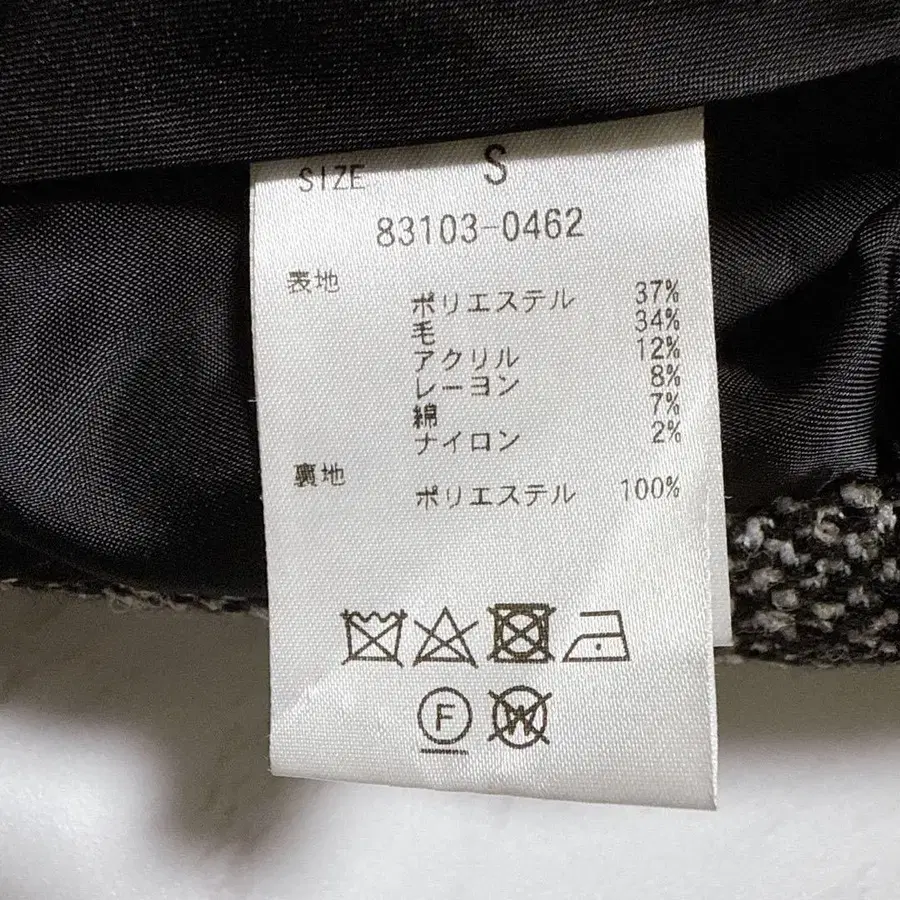 SIZE S
83103-0462
表地
ポリエステル 37%
毛 34%
アクリル 12%
レーヨン 8%
綿 7%
ナイロン 2%
裏地
ポリエステル 100%
F W